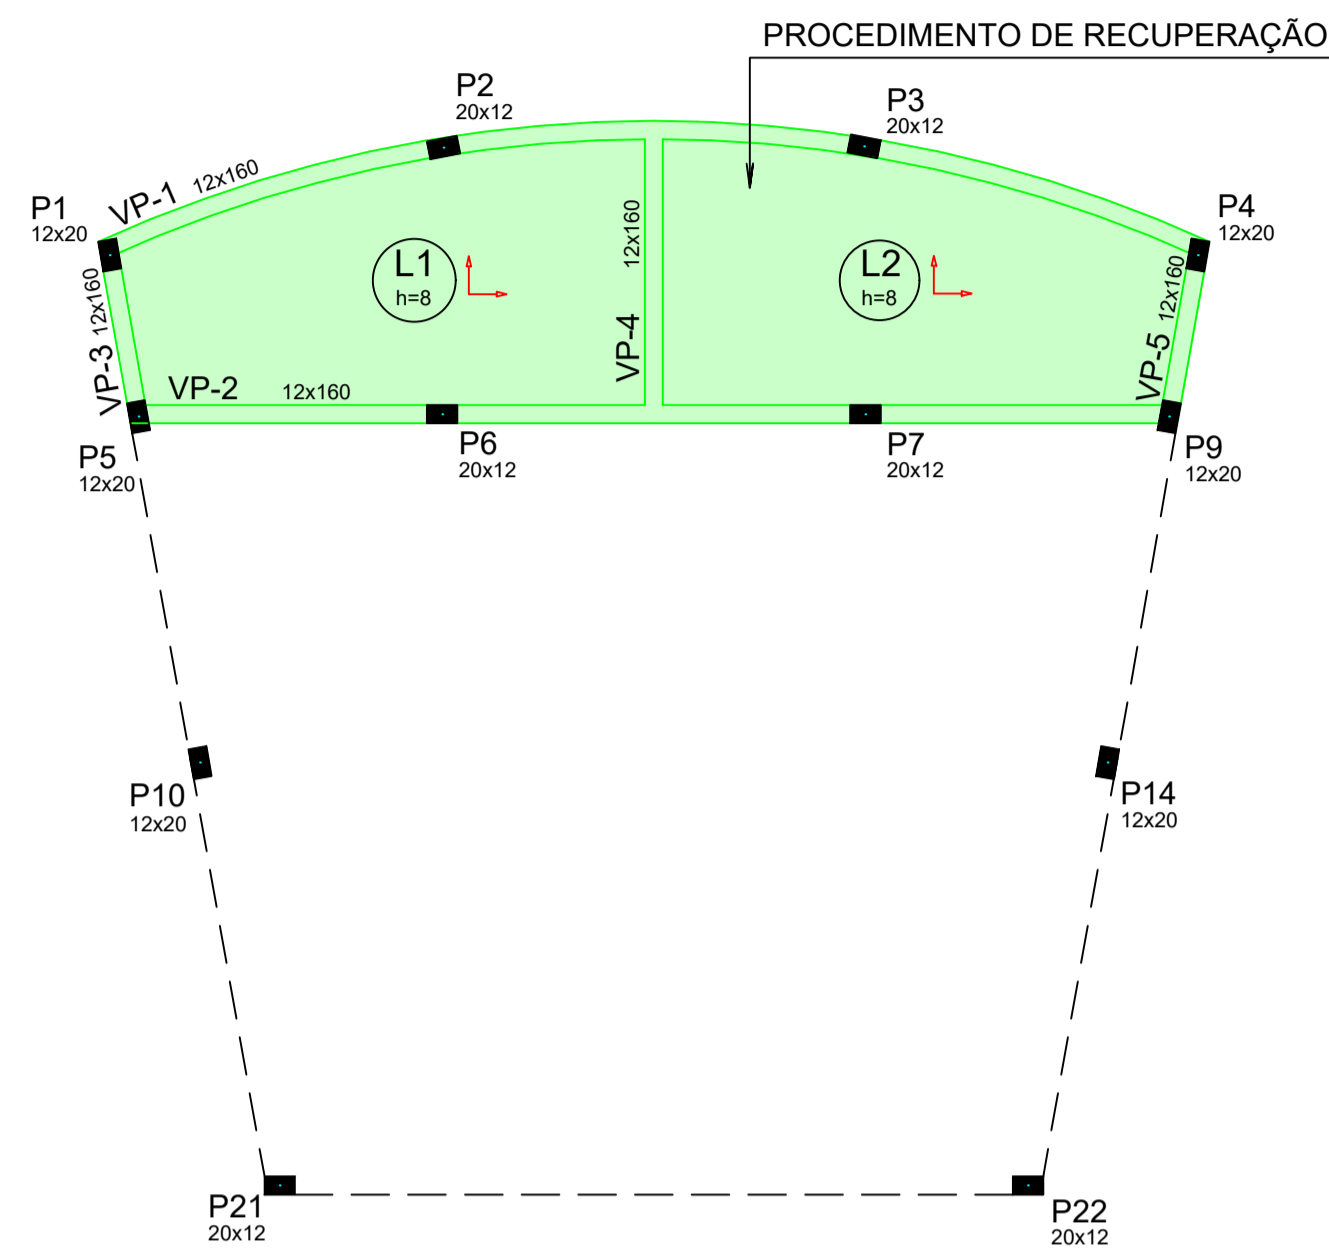 PROCEDIMENTO DE RECUPERAÇÃO
P2
20x12
P3
20x12
VP-1 12x160
P1
12x20
P4
12x20
12x160
L1
h=8
L2
h=8
12x160
12x160
VP-3
VP-4
VP-5
VP-2 12x160
P5
12x20
P6
20x12
P7
20x12
P9
12x20
P10
12x20
P14
12x20
P21
20x12
P22
20x12